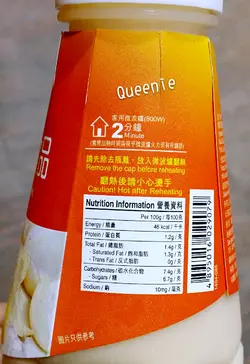 Queenie
家用微波爐(800W)
2分鐘
Minute
請先除去瓶蓋，放入微波爐翻熱
Remove the cap before reheating
翻熱後請小心燙手
Caution! Hot after Reheating
Nutrition Information 營養資料
Per 100g / 每100克
Energy / 熱量 46 kcal / 千卡
Protein / 蛋白質 1.2g / 克
Total Fat / 總脂肪 1.4g / 克
- Saturated Fat / 飽和脂肪 1.3g / 克
- Trans Fat / 反式脂肪 0g / 克
Carbohydrates / 碳水化合物 7.4g / 克
- Sugars / 糖 6.7g / 克
Sodium / 鈉 10mg / 毫克
圖片只供參考